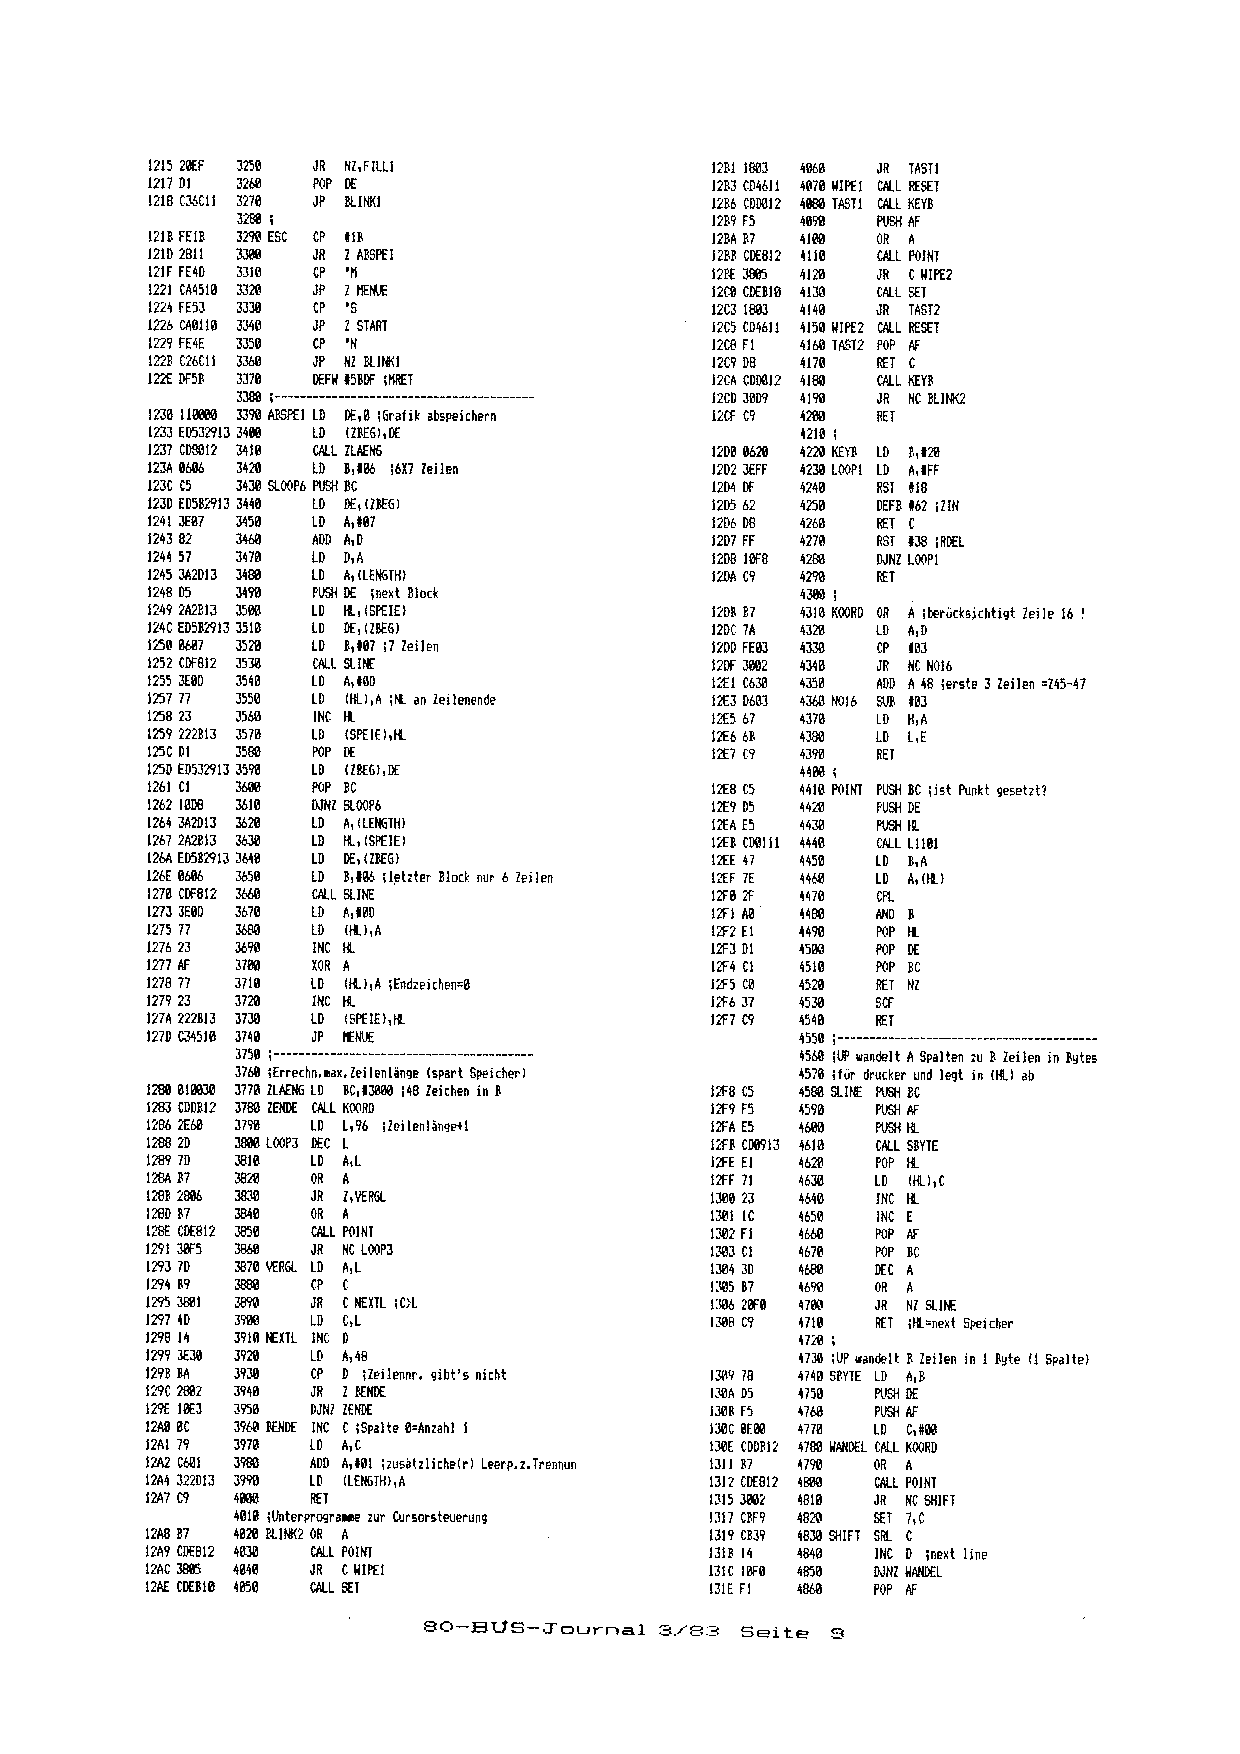 1215 20EF 3250 JR NZ,FILL1
1217 D1 3260 POP DE
1218 C36C11 3270 JP BLINK1
3280 ;
121B FE1B 3290 ESC CP #1B
121D 2811 3300 JR Z ABSPEI
121F FE4D 3310 CP "M
1221 CA4510 3320 JP Z MENUE
1224 FE53 3330 CP "S
1226 CA0110 3340 JP Z START
1229 FE4E 3350 CP "N
122B C26C11 3360 JP NZ BLINK1
122E DF5B 3370 DEFW #5BDF ;MRET
3380 ;----------------------------------------
1230 110000 3390 ABSPEI LD DE,0 ;Grafik abspeichern
1233 ED532913 3400 LD (ZBEG),DE
1237 CD8012 3410 CALL ZLAENG
123A 0606 3420 LD B,#06 ;6X7 Zeilen
123C C5 3430 SLOOP6 PUSH BC
123D ED5B2913 3440 LD DE,(ZBEG)
1241 3E07 3450 LD A,#07
1243 82 3460 ADD A,D
1244 57 3470 LD D,A
1245 3A2D13 3480 LD A,(LENGTH)
1248 D5 3490 PUSH DE ;next Block
1249 2A2B13 3500 LD HL,(SPEIE)
124C ED5B2913 3510 LD DE,(ZBEG)
1250 0607 3520 LD B,#07 ;7 Zeilen
1252 CDF812 3530 CALL SLINE
1255 3E0D 3540 LD A,#0D
1257 77 3550 LD (HL),A ;NL an Zeilenende
1258 23 3560 INC HL
1259 222B13 3570 LD (SPEIE),HL
125C D1 3580 POP DE
125D ED532913 3590 LD (ZBEG),DE
1261 C1 3600 POP BC
1262 10D8 3610 DJNZ SLOOP6
1264 3A2D13 3620 LD A,(LENGTH)
1267 2A2B13 3630 LD HL,(SPEIE)
126A ED5B2913 3640 LD DE,(ZBEG)
126E 0606 3650 LD B,#06 ;letzter Block nur 6 Zeilen
1270 CDF812 3660 CALL SLINE
1273 3E0D 3670 LD A,#0D
1275 77 3680 LD (HL),A
1276 23 3690 INC HL
1277 AF 3700 XOR A
1278 77 3710 LD (HL),A ;Endzeichen=0
1279 23 3720 INC HL
127A 222B13 3730 LD (SPEIE),HL
127D C34510 3740 JP MENUE
3750 ;----------------------------------------
3760 ;Errechn.max.Zeilenlänge (spart Speicher)
1280 010030 3770 ZLAENG LD BC,#3000 ;48 Zeichen in B
1283 CDDB12 3780 ZENDE CALL KOORD
1286 2E60 3790 LD L,96 ;Zeilenlänge+1
1288 2D 3800 LOOP3 DEC L
1289 7D 3810 LD A,L
128A B7 3820 OR A
128B 2806 3830 JR Z,VERGL
128D B7 3840 OR A
128E CDE812 3850 CALL POINT
1291 30F5 3860 JR NC LOOP3
1293 7D 3870 VERGL LD A,L
1294 B9 3880 CP C
1295 3801 3890 JR C NEXTL ;C>L
1297 4D 3900 LD C,L
1298 14 3910 NEXTL INC D
1299 3E30 3920 LD A,48
129B BA 3930 CP D ;Zeilennr. gibt's nicht
129C 2802 3940 JR Z BENDE
129E 10E3 3950 DJNZ ZENDE
12A0 0C 3960 BENDE INC C ;Spalte 0=Anzahl 1
12A1 79 3970 LD A,C
12A2 C601 3980 ADD A,#01 ;zusätzliche(r) Leerp.z.Trennun
12A4 322D13 3990 LD (LENGTH),A
12A7 C9 4000 RET
4010 ;Unterprogramme zur Cursorsteuerung
12A8 B7 4020 BLINK2 OR A
12A9 CDE812 4030 CALL POINT
12AC 3805 4040 JR C WIPE1
12AE CDEB10 4050 CALL SET
12B1 1803 4060 JR TAST1
12B3 CD4611 4070 WIPE1 CALL RESET
12B6 CDD012 4080 TAST1 CALL KEYB
12B9 F5 4090 PUSH AF
12BA B7 4100 OR A
12BB CDE812 4110 CALL POINT
12BE 3805 4120 JR C WIPE2
12C0 CDEB10 4130 CALL SET
12C3 1803 4140 JR TAST2
12C5 CD4611 4150 WIPE2 CALL RESET
12C8 F1 4160 TAST2 POP AF
12C9 D8 4170 RET C
12CA CDD012 4180 CALL KEYB
12CD 30D9 4190 JR NC BLINK2
12CF C9 4200 RET
4210 ;
12D0 0620 4220 KEYB LD B,#20
12D2 3EFF 4230 LOOP1 LD A,#FF
12D4 DF 4240 RST #18
12D5 62 4250 DEFB #62 ;ZIN
12D6 D8 4260 RET C
12D7 FF 4270 RST #38 ;RDEL
12D8 10F8 4280 DJNZ LOOP1
12DA C9 4290 RET
4300 ;
12DB B7 4310 KOORD OR A ;berücksichtigt Zeile 16 !
12DC 7A 4320 LD A,D
12DD FE03 4330 CP #03
12DF 3002 4340 JR NC NO16
12E1 C630 4350 ADD A 48 ;erste 3 Zeilen =Z45-47
12E3 D603 4360 NO16 SUB #03
12E5 67 4370 LD H,A
12E6 6B 4380 LD L,E
12E7 C9 4390 RET
4400 ;
12E8 C5 4410 POINT PUSH BC ;ist Punkt gesetzt?
12E9 D5 4420 PUSH DE
12EA E5 4430 PUSH HL
12EB CD0111 4440 CALL L1101
12EE 47 4450 LD B,A
12EF 7E 4460 LD A,(HL)
12F0 2F 4470 CPL
12F1 A0 4480 AND B
12F2 E1 4490 POP HL
12F3 D1 4500 POP DE
12F4 C1 4510 POP BC
12F5 C0 4520 RET NZ
12F6 37 4530 SCF
12F7 C9 4540 RET
4550 ;----------------------------------------
4560 ;UP wandelt A Spalten zu B Zeilen in Bytes
4570 ;für drucker und legt in (HL) ab
12F8 C5 4580 SLINE PUSH BC
12F9 F5 4590 PUSH AF
12FA E5 4600 PUSH HL
12FB CD0913 4610 CALL SBYTE
12FE E1 4620 POP HL
12FF 71 4630 LD (HL),C
1300 23 4640 INC HL
1301 1C 4650 INC E
1302 F1 4660 POP AF
1303 C1 4670 POP BC
1304 3D 4680 DEC A
1305 B7 4690 OR A
1306 20F0 4700 JR NZ SLINE
1308 C9 4710 RET ;HL=next Speicher
4720 ;
4730 ;UP wandelt B Zeilen in 1 Byte (1 Spalte)
1309 78 4740 SBYTE LD A,B
130A D5 4750 PUSH DE
130B F5 4760 PUSH AF
130C 0E00 4770 LD C,#00
130E CDDB12 4780 WANDEL CALL KOORD
1311 B7 4790 OR A
1312 CDE812 4800 CALL POINT
1315 3002 4810 JR NC SHIFT
1317 CBF9 4820 SET 7,C
1319 CB39 4830 SHIFT SRL C
131B 14 4840 INC D ;next line
131C 10F0 4850 DJNZ WANDEL
131E F1 4860 POP AF
80-BUS-Journal 3/83 Seite 9